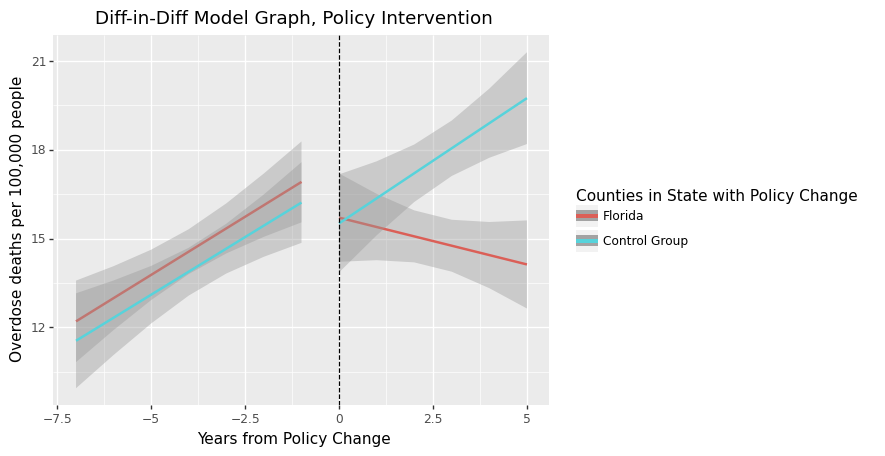 Diff-in-Diff Model Graph, Policy Intervention
Overdose deaths per 100,000 people
21
18
15
12
−7.5
−5
−2.5
0
2.5
5
Years from Policy Change
Counties in State with Policy Change
Florida
Control Group